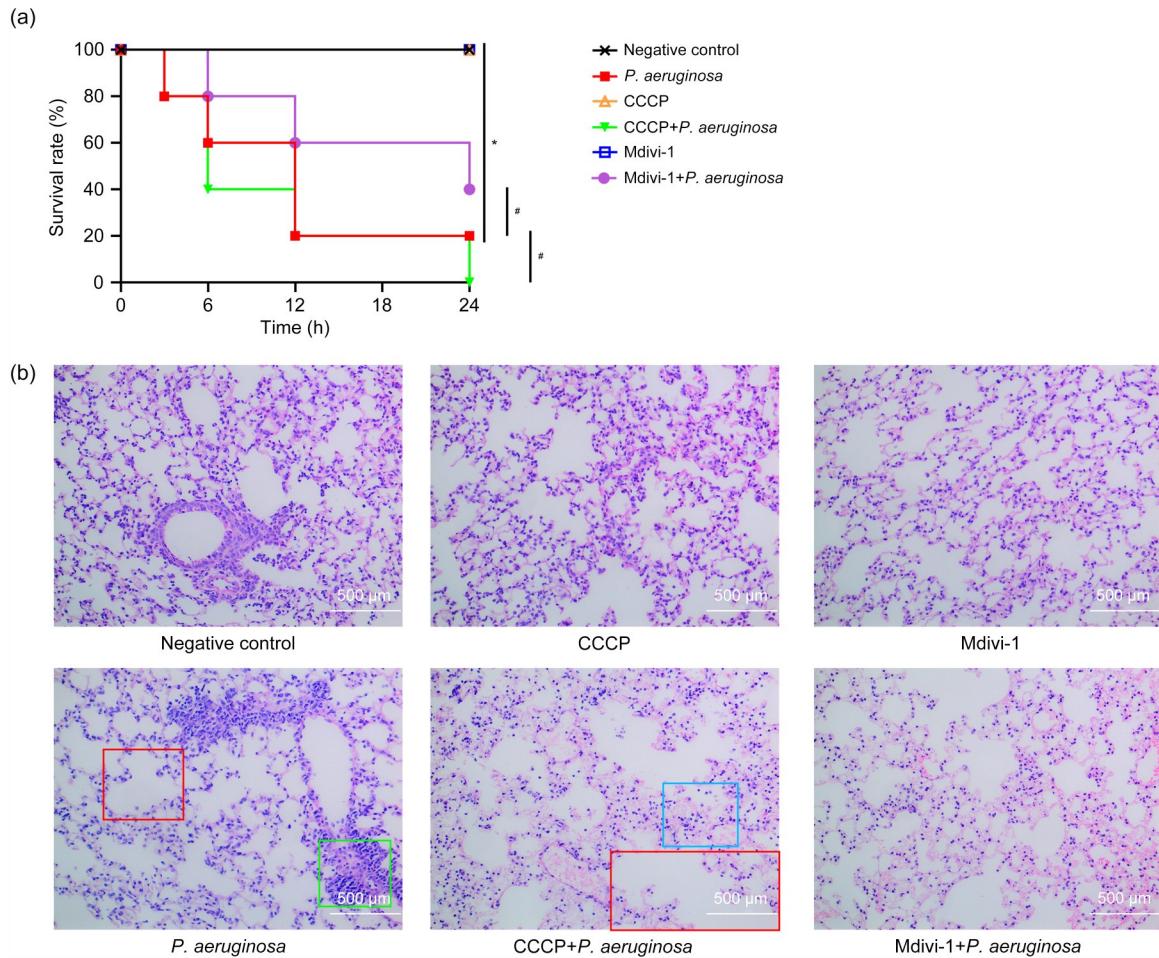 (a)
Survival rate (%)
100
80
60
40
20
0
0 6 12 18 24
Time (h)
*
#
#
Negative control
P. aeruginosa
CCCP
CCCP+P. aeruginosa
Mdivi-1
Mdivi-1+P. aeruginosa
(b)
500 µm
500 µm
500 µm
Negative control
CCCP
Mdivi-1
500 µm
500 µm
500 µm
P. aeruginosa
CCCP+P. aeruginosa
Mdivi-1+P. aeruginosa